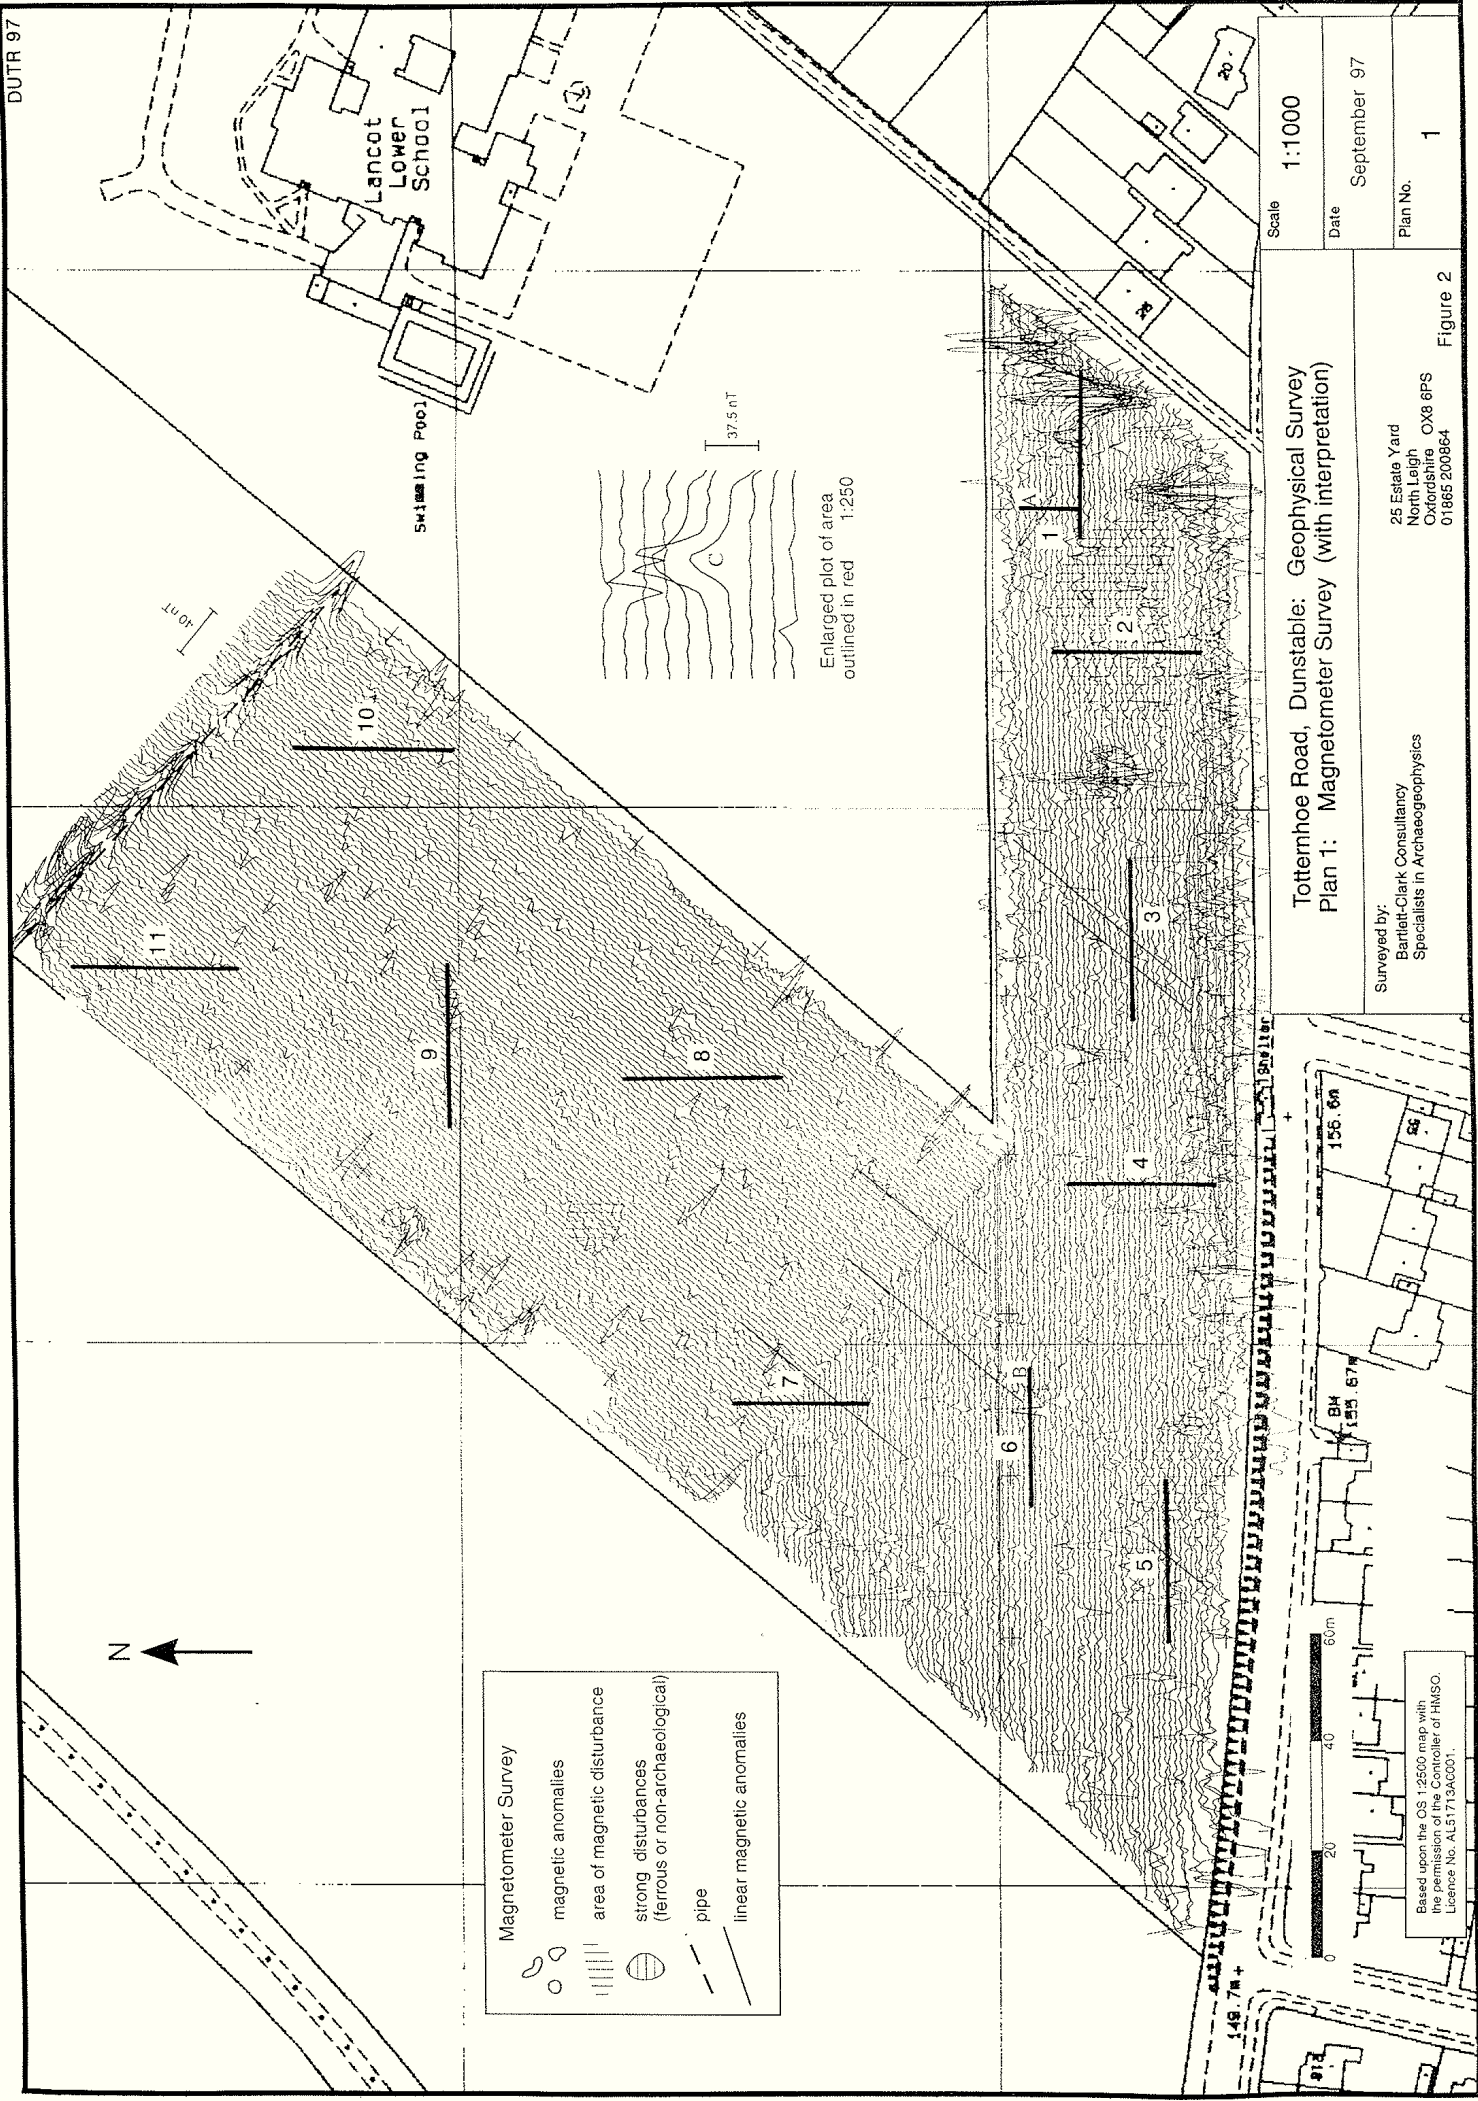 DUTR 97
Lancot
Lower
School
Swimming Pool
40 nT
37.5 nT
C
Enlarged plot of area
outlined in red 1:250
N
Magnetometer Survey
magnetic anomalies
area of magnetic disturbance
strong disturbances
(ferrous or non-archaeological)
pipe
linear magnetic anomalies
11
10
9
8
7
6
B
5
4
3
2
1
A
20
26
Shelter
156.6m
BM
155.67m
149.7m
0 20 40 60m
Based upon the OS 1:2500 map with
the permission of the Controller of HMSO.
Licence No. AL51713AC001.
Totternhoe Road, Dunstable: Geophysical Survey
Plan 1: Magnetometer Survey (with interpretation)
Surveyed by:
Bartlett-Clark Consultancy
Specialists in Archaeogeophysics
25 Estate Yard
North Leigh
Oxfordshire OX8 6PS
01865 200864
Figure 2
Scale
1:1000
Date
September 97
Plan No.
1